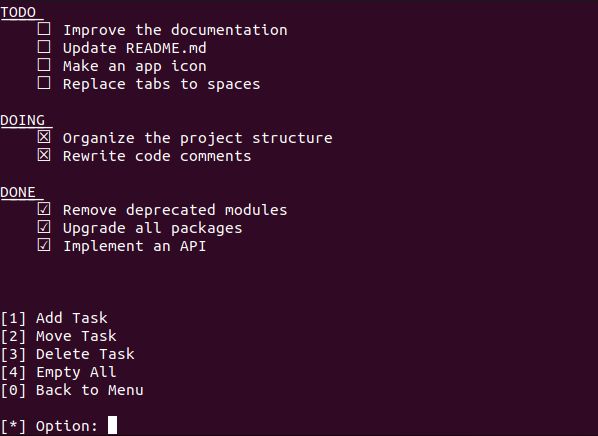 TODO
☐ Improve the documentation
☐ Update README.md
☐ Make an app icon
☐ Replace tabs to spaces
DOING
☒ Organize the project structure
☒ Rewrite code comments
DONE
☑ Remove deprecated modules
☑ Upgrade all packages
☑ Implement an API
[1] Add Task
[2] Move Task
[3] Delete Task
[4] Empty All
[0] Back to Menu
[*] Option: